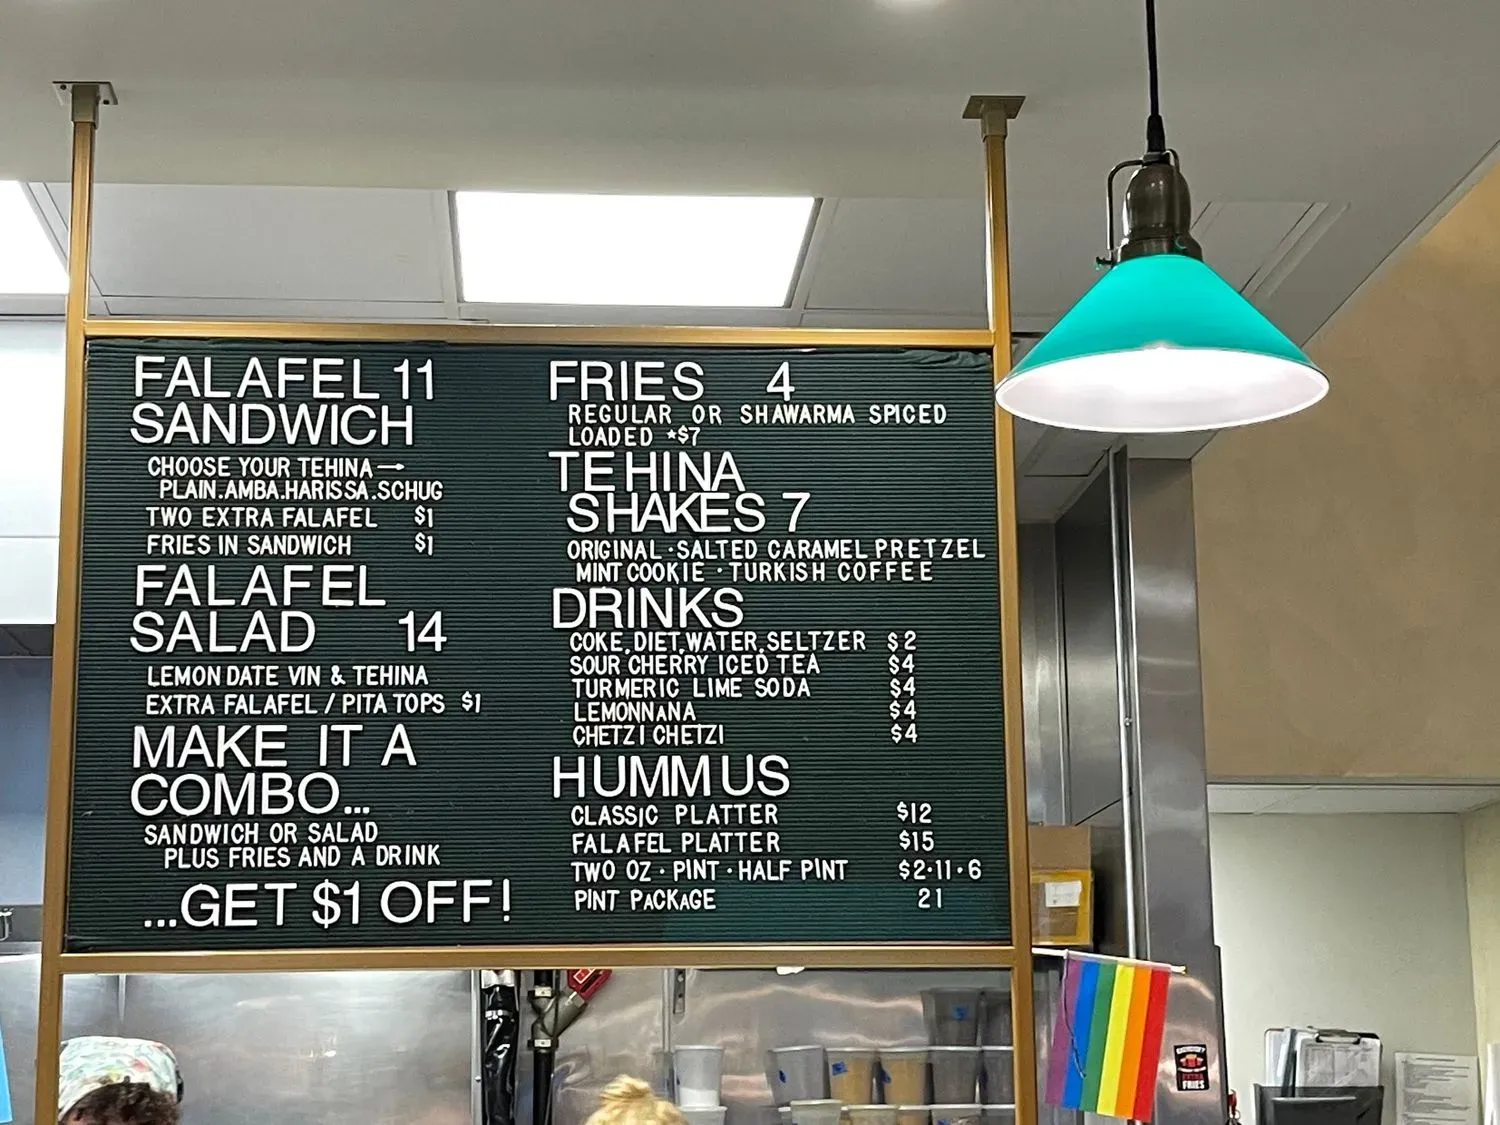 FALAFEL 11
SANDWICH
CHOOSE YOUR TEHINA→
PLAIN.AMBA.HARISSA.SCHUG
TWO EXTRA FALAFEL $1
FRIES IN SANDWICH $1
FALAFEL
SALAD 14
LEMON DATE VIN & TEHINA
EXTRA FALAFEL / PITA TOPS $1
MAKE IT A
COMBO...
SANDWICH OR SALAD
PLUS FRIES AND A DRINK
...GET $1 OFF!
FRIES 4
REGULAR OR SHAWARMA SPICED
LOADED *$7
TEHINA
SHAKES 7
ORIGINAL·SALTED CARAMEL PRETZEL
MINT COOKIE · TURKISH COFFEE
DRINKS
COKE,DIET,WATER,SELTZER $2
SOUR CHERRY ICED TEA $4
TURMERIC LIME SODA $4
LEMONNANA $4
CHETZI CHETZI $4
HUMMUS
CLASSIC PLATTER $12
FALAFEL PLATTER $15
TWO OZ · PINT · HALF PINT $2·11·6
PINT PACKAGE 21
EXTRA
FRIES